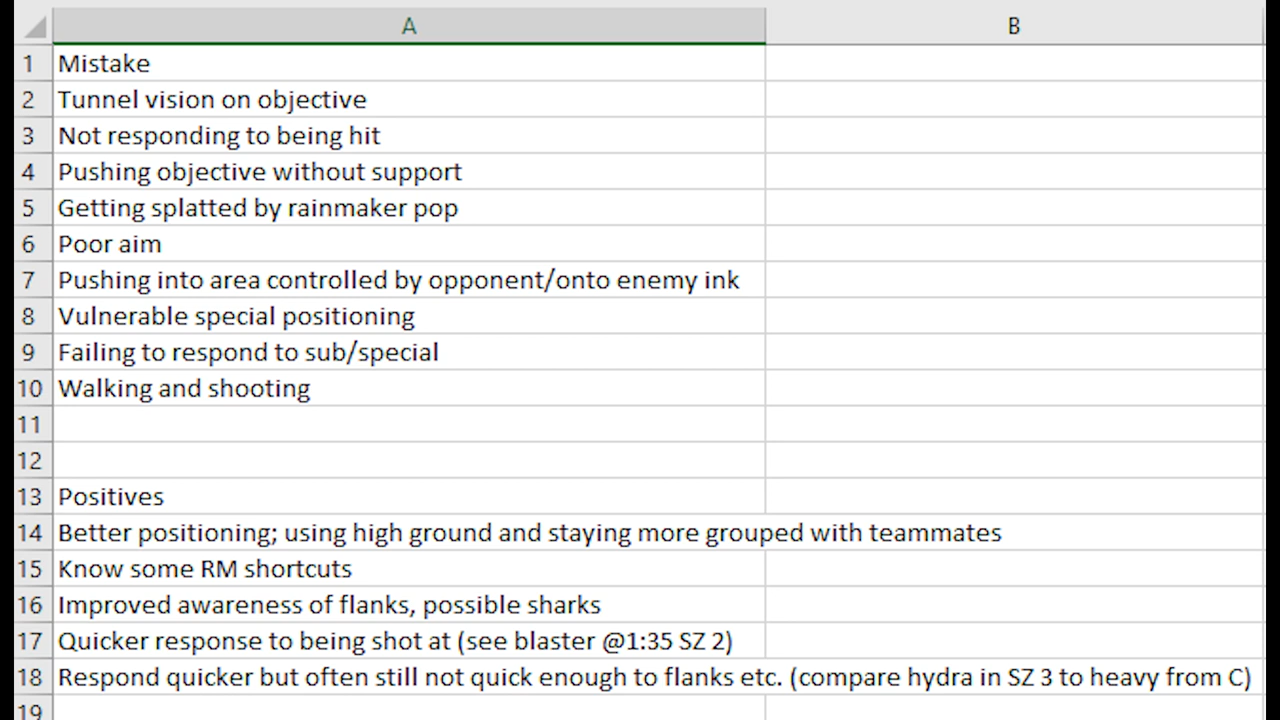 A B
1 Mistake
2 Tunnel vision on objective
3 Not responding to being hit
4 Pushing objective without support
5 Getting splatted by rainmaker pop
6 Poor aim
7 Pushing into area controlled by opponent/onto enemy ink
8 Vulnerable special positioning
9 Failing to respond to sub/special
10 Walking and shooting
11
12
13 Positives
14 Better positioning; using high ground and staying more grouped with teammates
15 Know some RM shortcuts
16 Improved awareness of flanks, possible sharks
17 Quicker response to being shot at (see blaster @1:35 SZ 2)
18 Respond quicker but often still not quick enough to flanks etc. (compare hydra in SZ 3 to heavy from C)
19